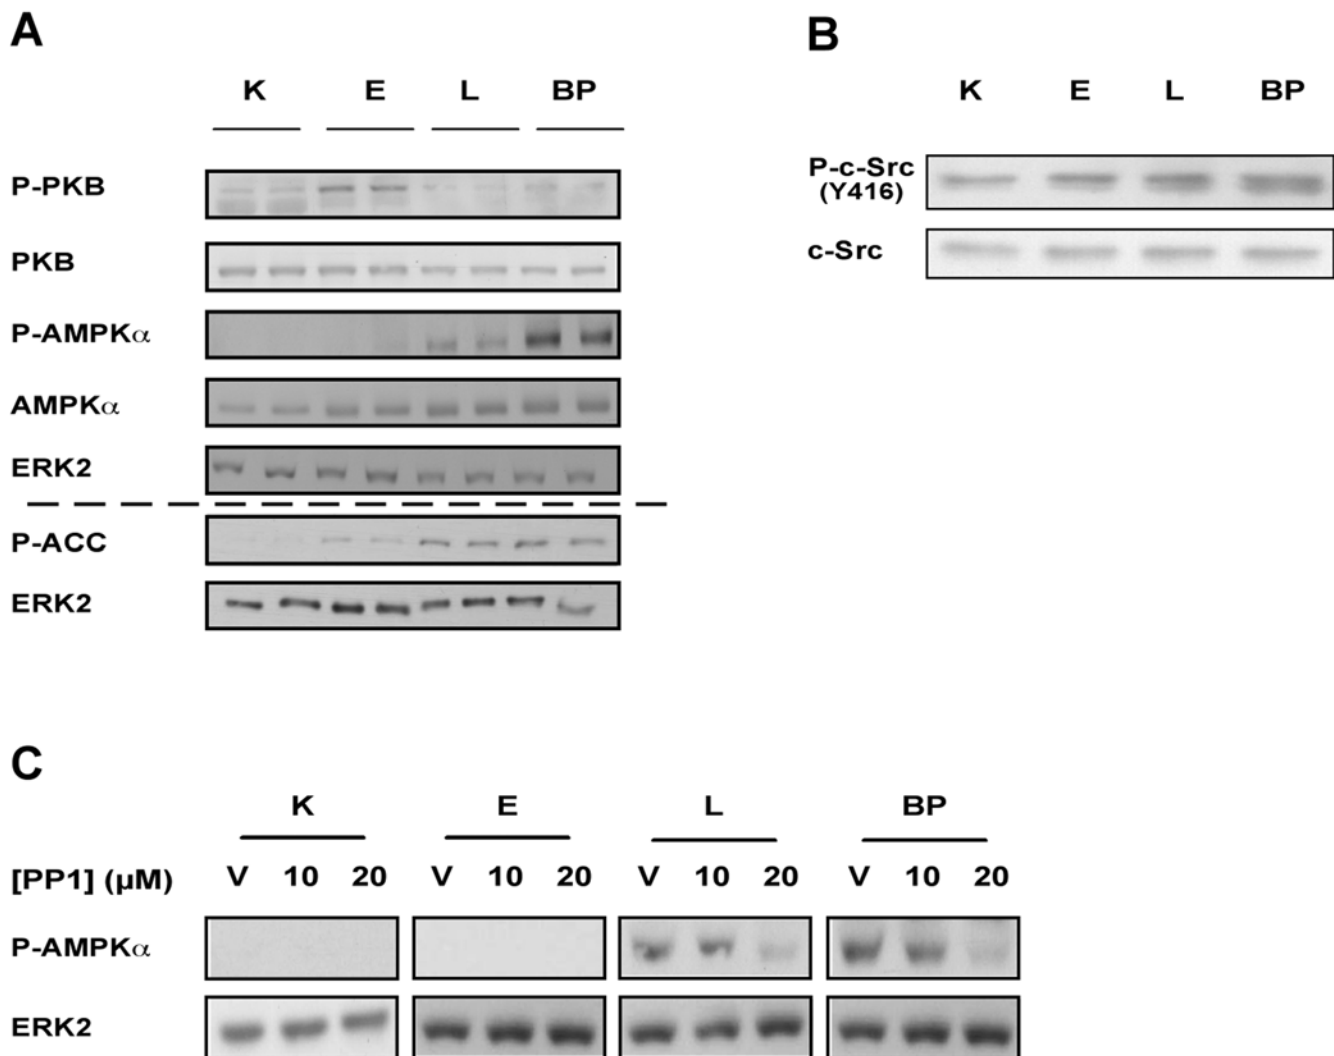 A
K E L BP
P-PKB
PKB
P-AMPKα
AMPKα
ERK2
P-ACC
ERK2
B
K E L BP
P-c-Src
(Y416)
c-Src
C
K E L BP
[PP1] (µM) V 10 20 V 10 20 V 10 20 V 10 20
P-AMPKα
ERK2